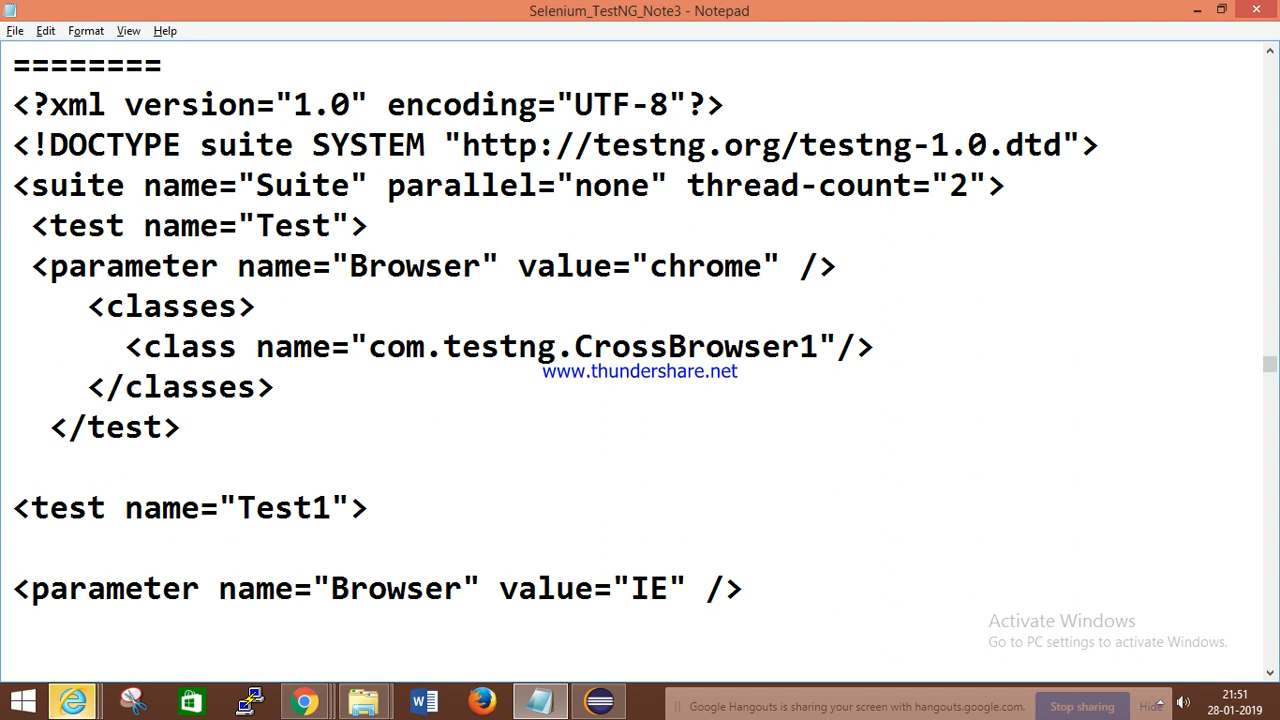 Selenium_TestNG_Note3 - Notepad
File Edit Format View Help
========
<?xml version="1.0" encoding="UTF-8"?>
<!DOCTYPE suite SYSTEM "http://testng.org/testng-1.0.dtd">
<suite name="Suite" parallel="none" thread-count="2">
<test name="Test">
<parameter name="Browser" value="chrome" />
<classes>
<class name="com.testng.CrossBrowser1"/>
www.thundershare.net
</classes>
</test>
<test name="Test1">
<parameter name="Browser" value="IE" />
Activate Windows
Go to PC settings to activate Windows.
Google Hangouts is sharing your screen with hangouts.google.com. Stop sharing Hide
21:51
28-01-2019